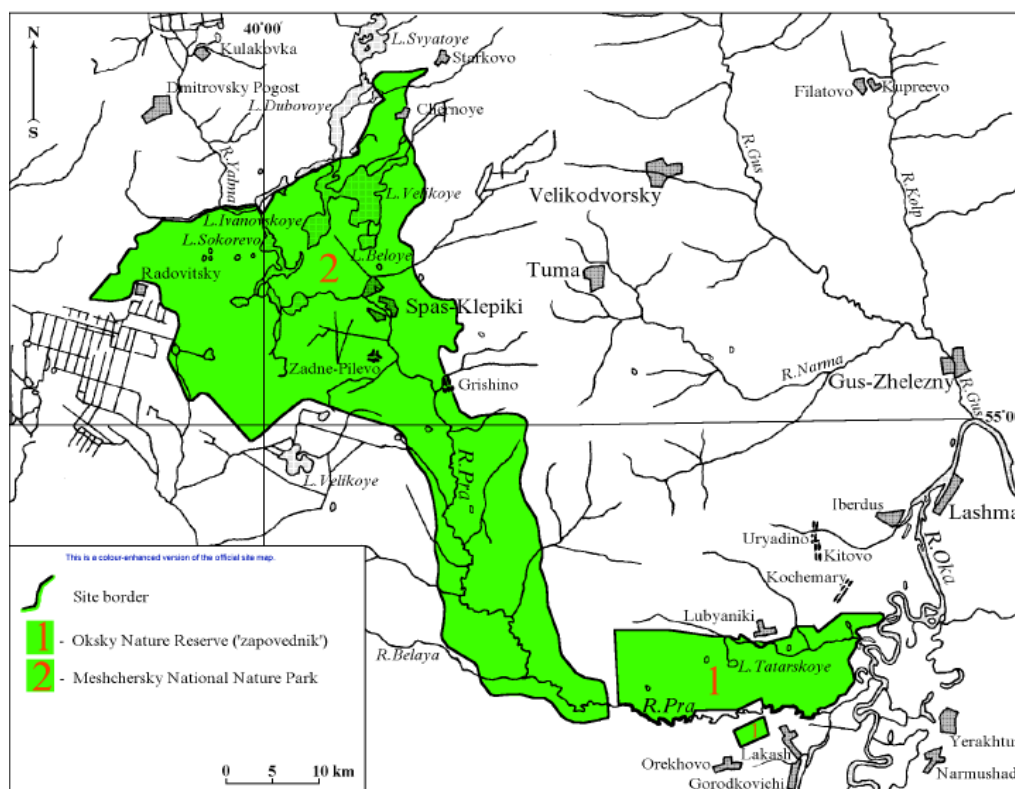 40°00'
N
S
Kulakovka
L.Svyatoye
Starkovo
Dmitrovsky Pogost
L.Dubovoye
Chernoye
Filatovo
Kupreevo
R.Yalma
R.Gus
Velikodvorsky
L.Velikoye
R.Kolp
L.Ivanovskoye
L.Sokorevo
L.Beloye
Radovitsky
2
Tuma
Spas-Klepiki
Zadne-Pilevo
Grishino
R.Narma
Gus-Zhelezny
R.Gus
55°00
L.Velikoye
R.Pra
Iberdus
Lashma
Uryadino
Kitovo
R.Oka
Kochemary
Lubyaniki
R.Belaya
L.Tatarskoye
1
R.Pra
1
Yerakhtur
Lakash
Orekhovo
Gorodkovichi
Narmushad
This is a colour-enhanced version of the official site map.
Site border
1 - Oksky Nature Reserve ('zapovednik')
2 - Meshchersky National Nature Park
0 5 10 km